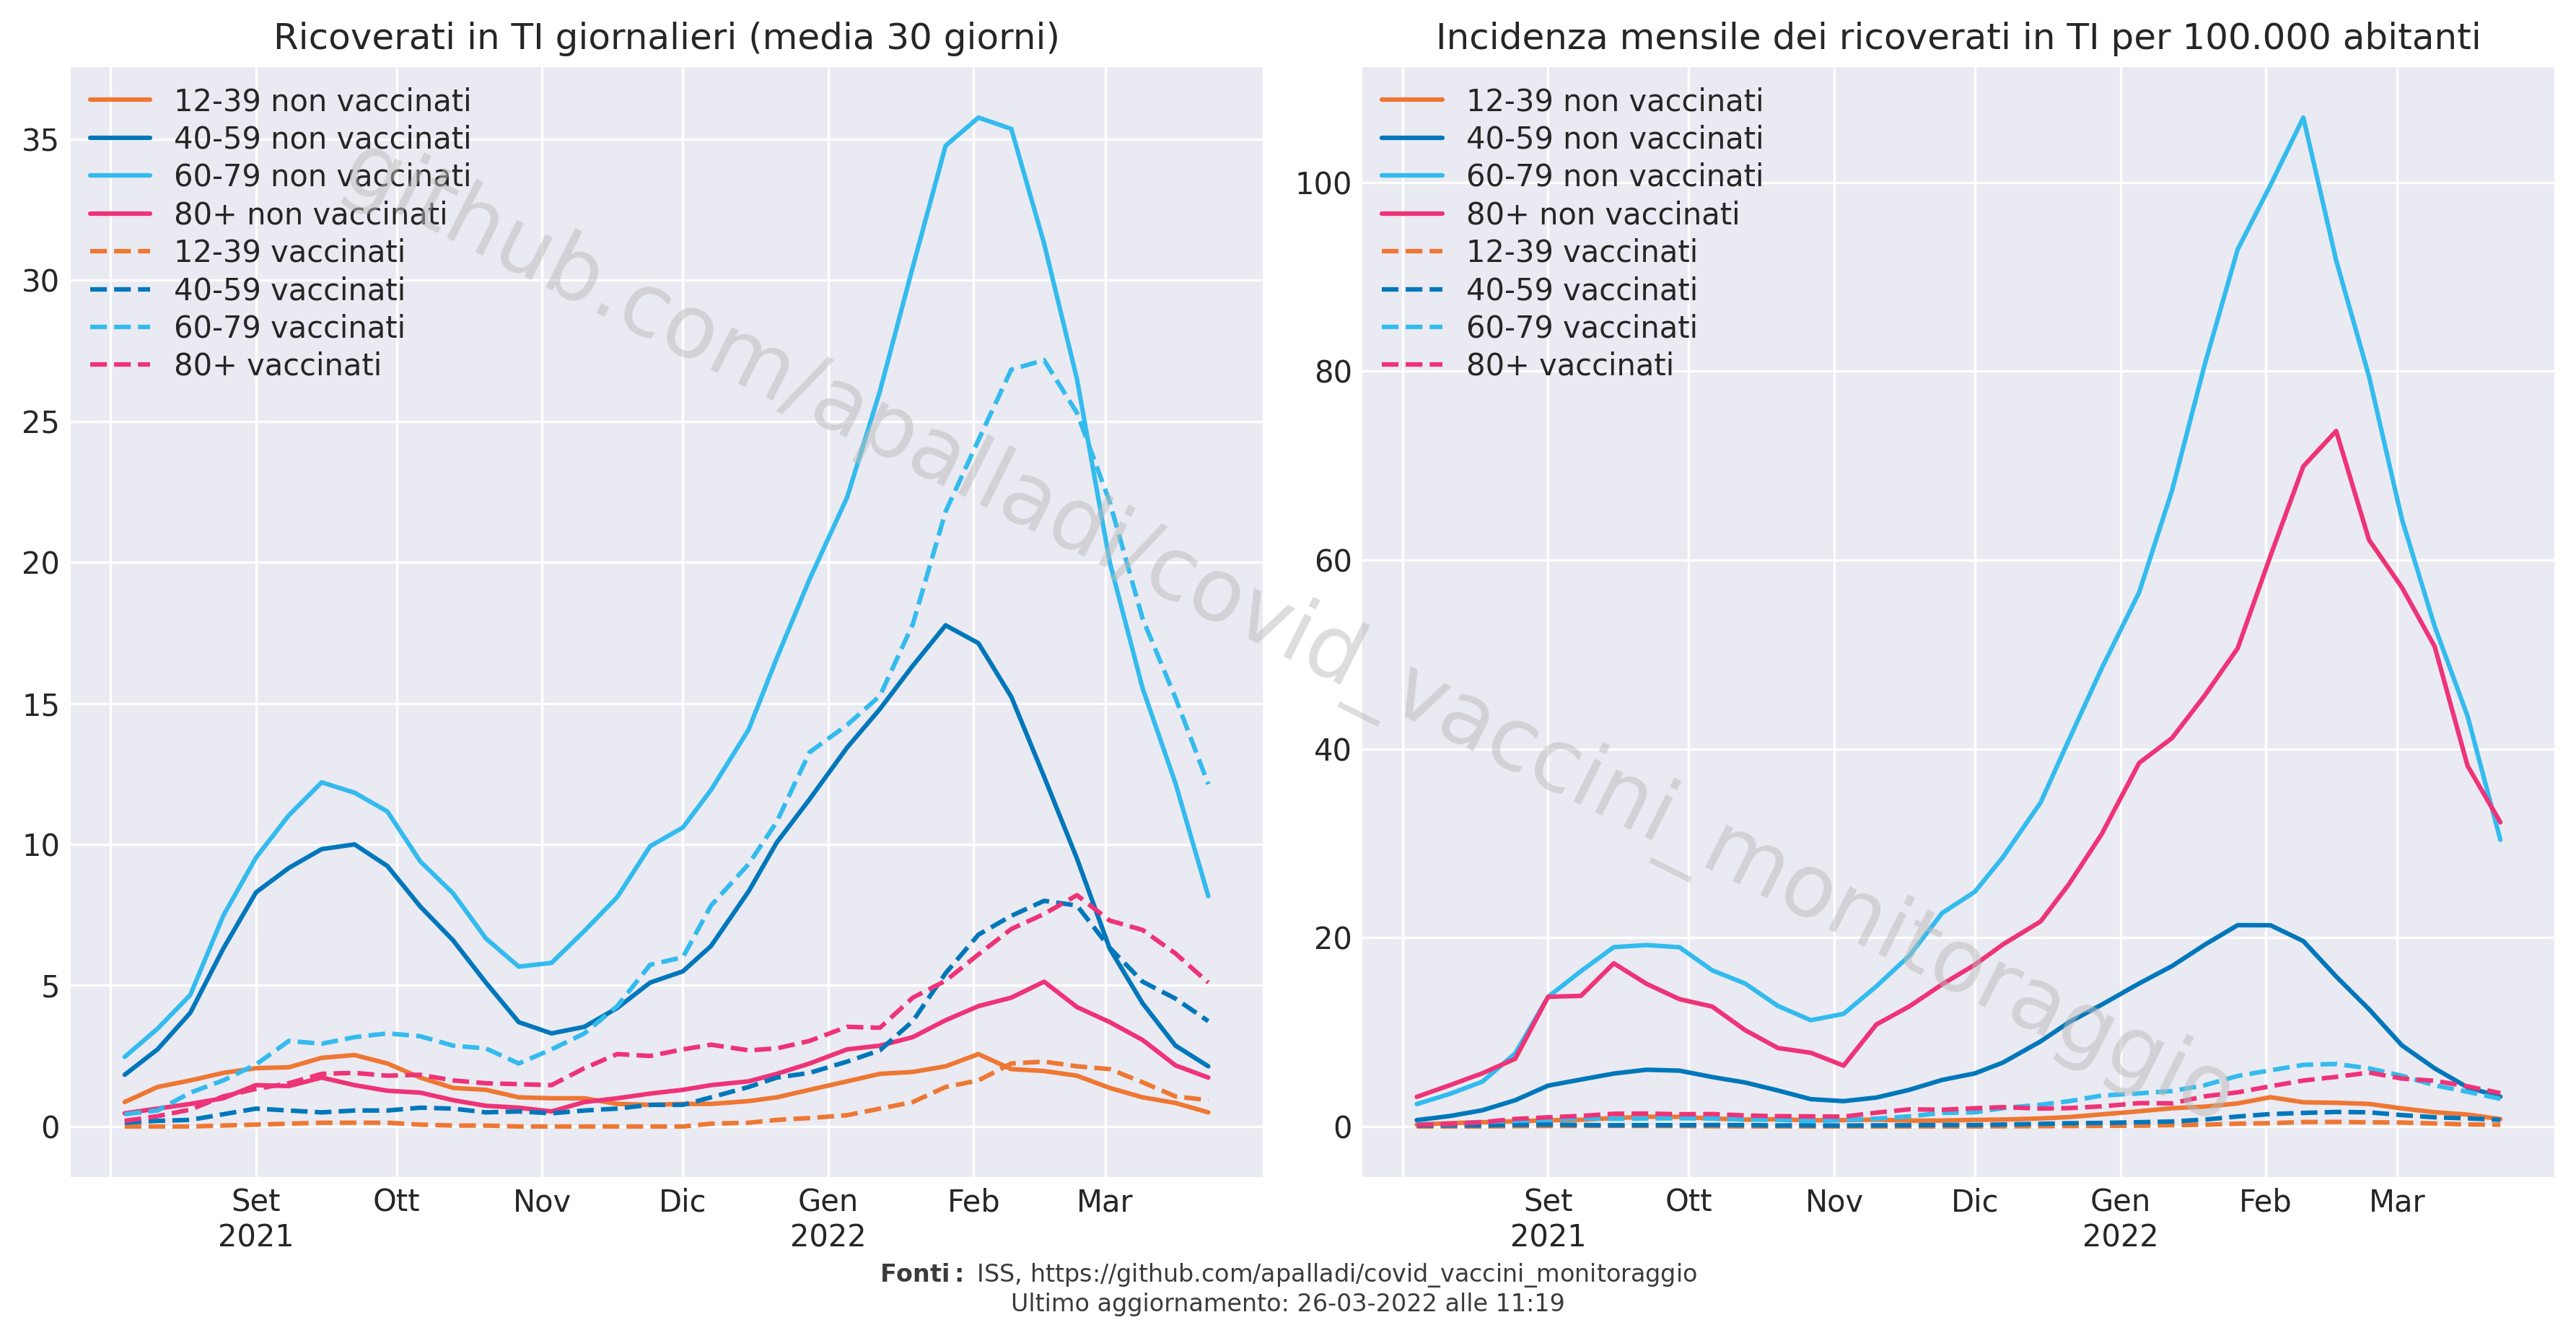 Ricoverati in TI giornalieri (media 30 giorni)
12-39 non vaccinati
40-59 non vaccinati
60-79 non vaccinati
80+ non vaccinati
12-39 vaccinati
40-59 vaccinati
60-79 vaccinati
80+ vaccinati
35
30
25
20
15
10
5
0
Set
2021
Ott
Nov
Dic
Gen
2022
Feb
Mar
Incidenza mensile dei ricoverati in TI per 100.000 abitanti
12-39 non vaccinati
40-59 non vaccinati
60-79 non vaccinati
80+ non vaccinati
12-39 vaccinati
40-59 vaccinati
60-79 vaccinati
80+ vaccinati
100
80
60
40
20
0
Set
2021
Ott
Nov
Dic
Gen
2022
Feb
Mar
github.com/apalladi/covid_vaccini_monitoraggio
Fonti: ISS, https://github.com/apalladi/covid_vaccini_monitoraggio
Ultimo aggiornamento: 26-03-2022 alle 11:19